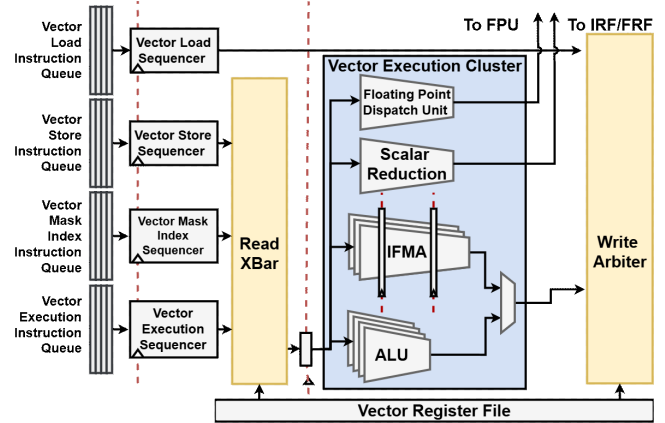 Vector
Load
Instruction
Queue
Vector Load
Sequencer
To FPU
To IRF/FRF
Vector Execution Cluster
Floating Point
Dispatch Unit
Vector
Store
Instruction
Queue
Vector Store
Sequencer
Scalar
Reduction
Vector
Mask
Index
Instruction
Queue
Vector Mask
Index
Sequencer
Read
XBar
IFMA
Write
Arbiter
Vector
Execution
Instruction
Queue
Vector
Execution
Sequencer
ALU
Vector Register File